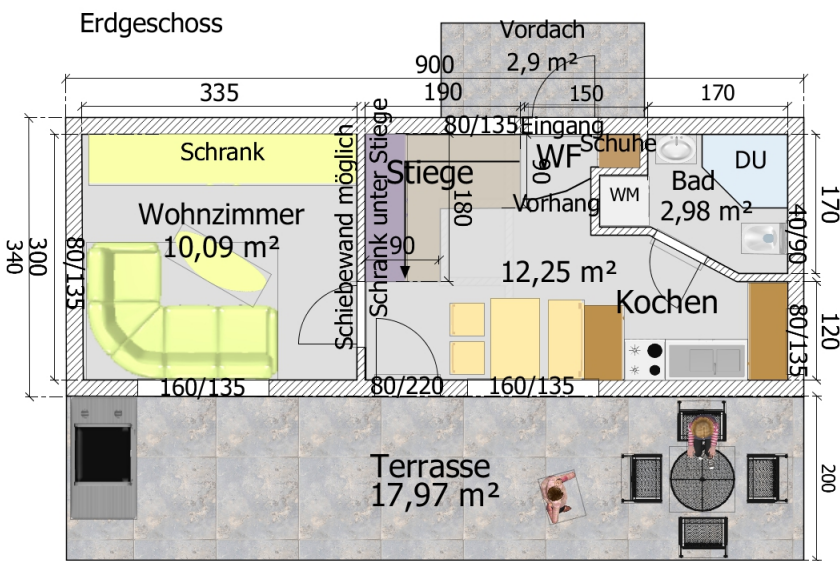 Erdgeschoss
Vordach
2,9 m²
900
335
190
150
170
80/135
Eingang
Schrank
Schiebewand möglich
Schrank unter Stiege
Stiege
WF
Schuhe
90
180
Vorhang
WM
Bad
2,98 m²
DU
170
40/90
Wohnzimmer
10,09 m²
90
12,25 m²
Kochen
300
340
80/135
80/135
120
160/135
80/220
160/135
Terrasse
17,97 m²
200